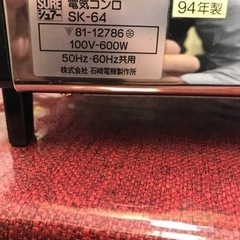 SURE
シュアー
電気コンロ
SK-64
81-12786
100V-600W
50Hz・60Hz共用
株式会社 石崎電機製作所
94年製